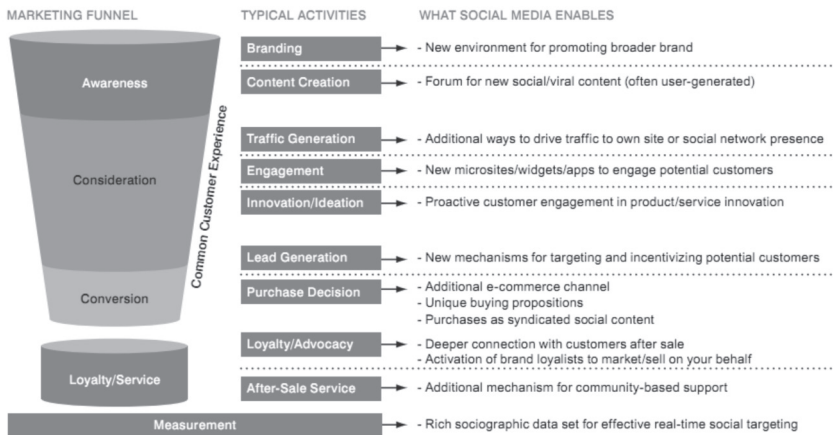 MARKETING FUNNEL
TYPICAL ACTIVITIES
WHAT SOCIAL MEDIA ENABLES
Awareness
Consideration
Conversion
Common Customer Experience
Loyalty/Service
Branding
- New environment for promoting broader brand
Content Creation
- Forum for new social/viral content (often user-generated)
Traffic Generation
- Additional ways to drive traffic to own site or social network presence
Engagement
- New microsites/widgets/apps to engage potential customers
Innovation/Ideation
- Proactive customer engagement in product/service innovation
Lead Generation
- New mechanisms for targeting and incentivizing potential customers
Purchase Decision
- Additional e-commerce channel
- Unique buying propositions
- Purchases as syndicated social content
Loyalty/Advocacy
- Deeper connection with customers after sale
- Activation of brand loyalists to market/sell on your behalf
After-Sale Service
- Additional mechanism for community-based support
Measurement
- Rich sociographic data set for effective real-time social targeting